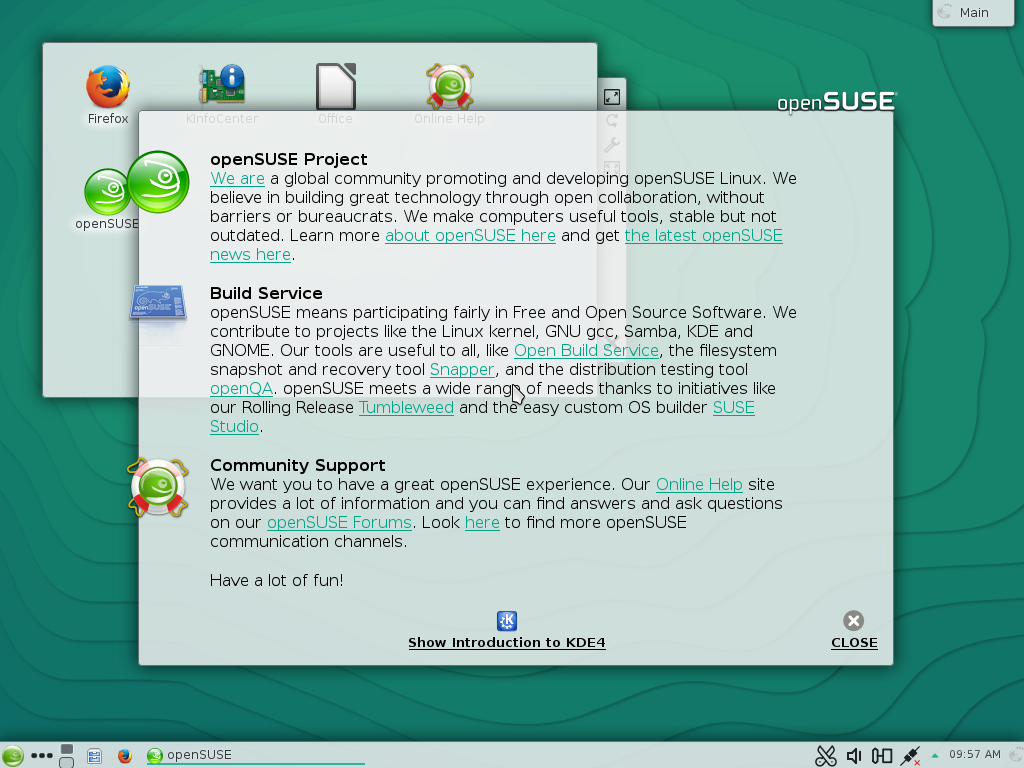 Main
Firefox
KInfoCenter
Office
Online Help
openSUSE
openSUSE
openSUSE Project
We are a global community promoting and developing openSUSE Linux. We
believe in building great technology through open collaboration, without
barriers or bureaucrats. We make computers useful tools, stable but not
outdated. Learn more about openSUSE here and get the latest openSUSE
news here.
Build Service
openSUSE means participating fairly in Free and Open Source Software. We
contribute to projects like the Linux kernel, GNU gcc, Samba, KDE and
GNOME. Our tools are useful to all, like Open Build Service, the filesystem
snapshot and recovery tool Snapper, and the distribution testing tool
openQA. openSUSE meets a wide range of needs thanks to initiatives like
our Rolling Release Tumbleweed and the easy custom OS builder SUSE
Studio.
Community Support
We want you to have a great openSUSE experience. Our Online Help site
provides a lot of information and you can find answers and ask questions
on our openSUSE Forums. Look here to find more openSUSE
communication channels.
Have a lot of fun!
Show Introduction to KDE4
CLOSE
openSUSE
09:57 AM